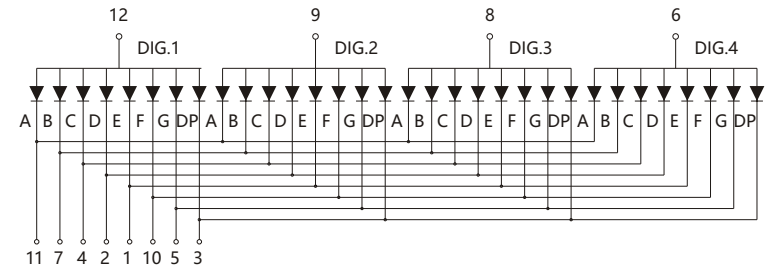 12 9 8 6
DIG.1 DIG.2 DIG.3 DIG.4
A B C D E F G DP A B C D E F G DP A B C D E F G DP A B C D E F G DP
11 7 4 2 1 10 5 3